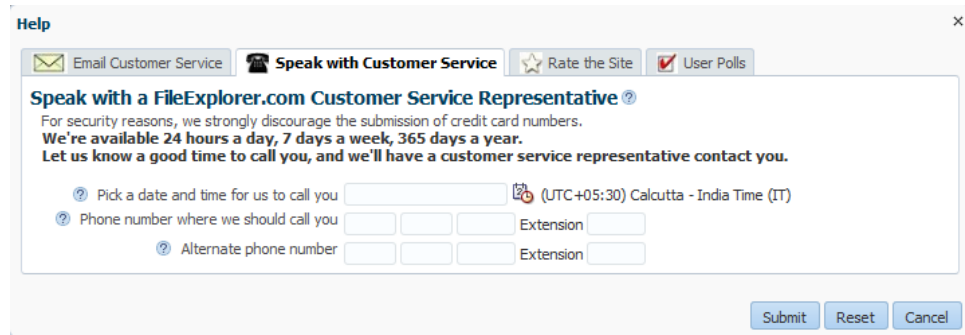 Help
Email Customer Service
Speak with Customer Service
Rate the Site
User Polls
Speak with a FileExplorer.com Customer Service Representative
For security reasons, we strongly discourage the submission of credit card numbers.
We're available 24 hours a day, 7 days a week, 365 days a year.
Let us know a good time to call you, and we'll have a customer service representative contact you.
Pick a date and time for us to call you (UTC+05:30) Calcutta - India Time (IT)
Phone number where we should call you Extension
Alternate phone number Extension
Submit Reset Cancel